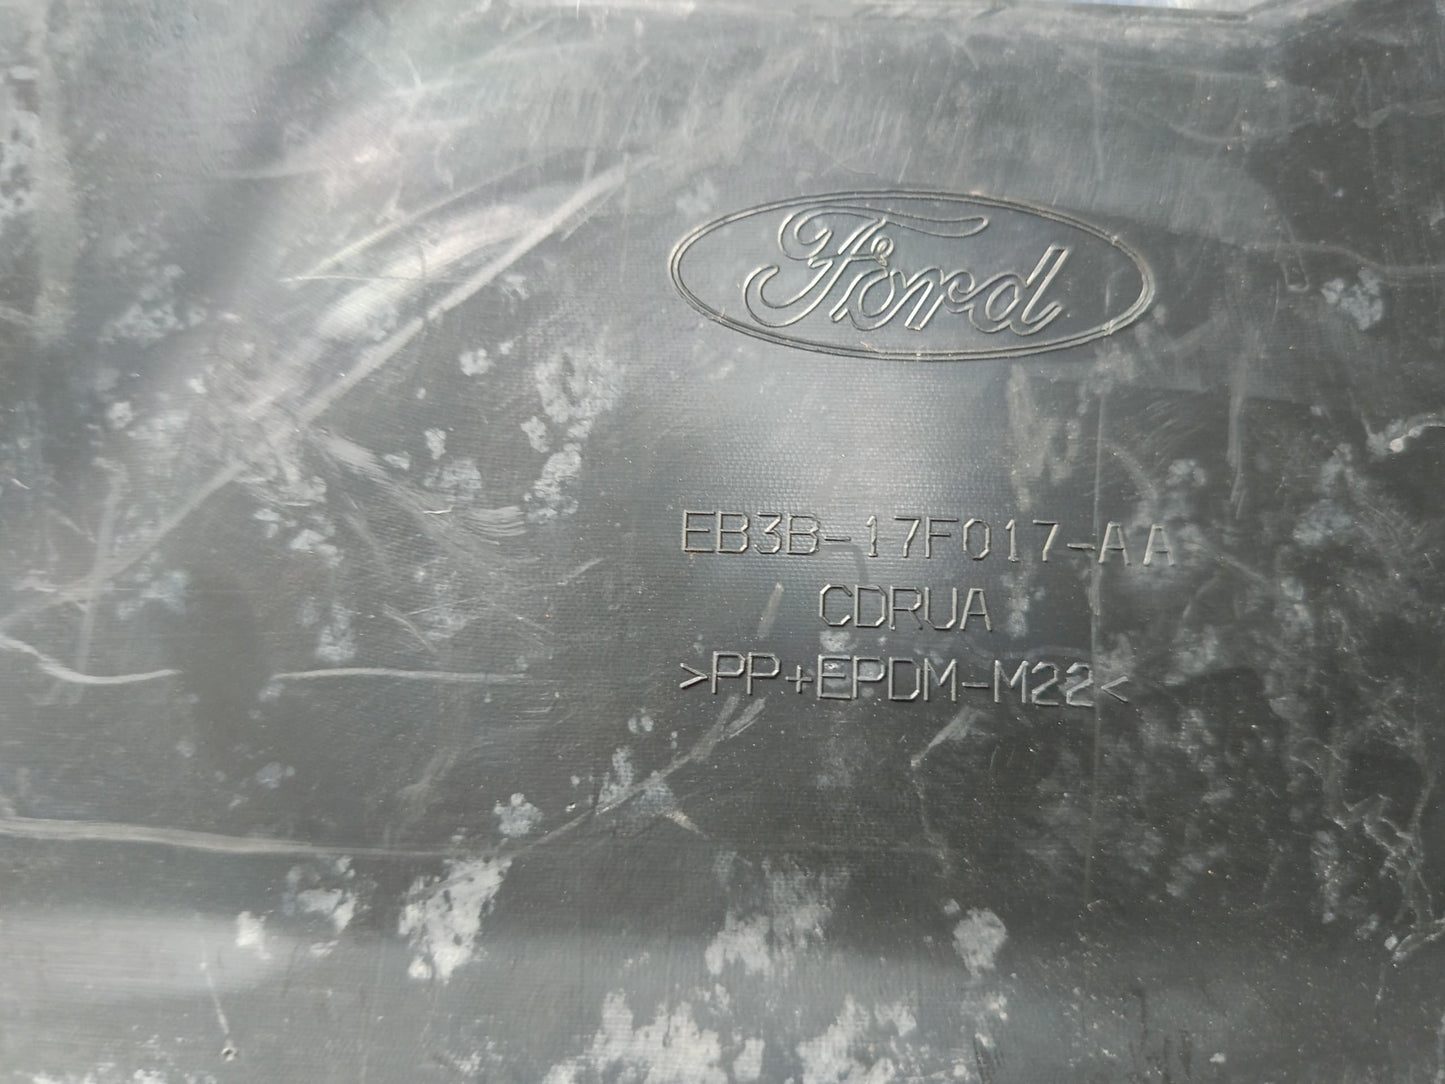 Ford
EB3B-17F017-AA
CDRUA
>PP+EPDM-M22<